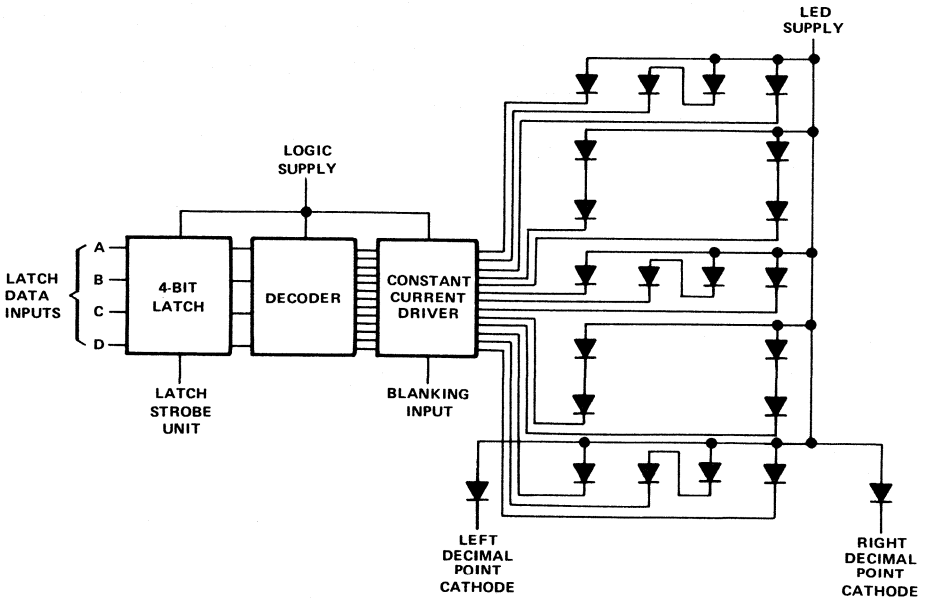 LED
SUPPLY
LOGIC
SUPPLY
LATCH
DATA
INPUTS
A
B
C
D
4-BIT
LATCH
DECODER
CONSTANT
CURRENT
DRIVER
LATCH
STROBE
UNIT
BLANKING
INPUT
LEFT
DECIMAL
POINT
CATHODE
RIGHT
DECIMAL
POINT
CATHODE